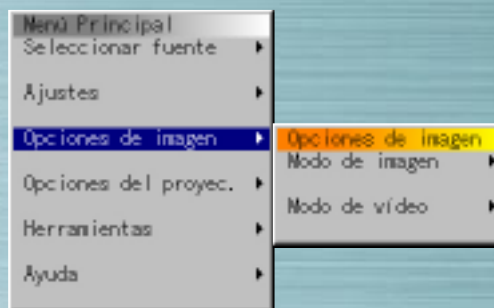 Menú Principal
Seleccionar fuente
Ajustes
Opciones de imagen
Opciones del proyec.
Herramientas
Ayuda
Opciones de imagen
Modo de imagen
Modo de vídeo